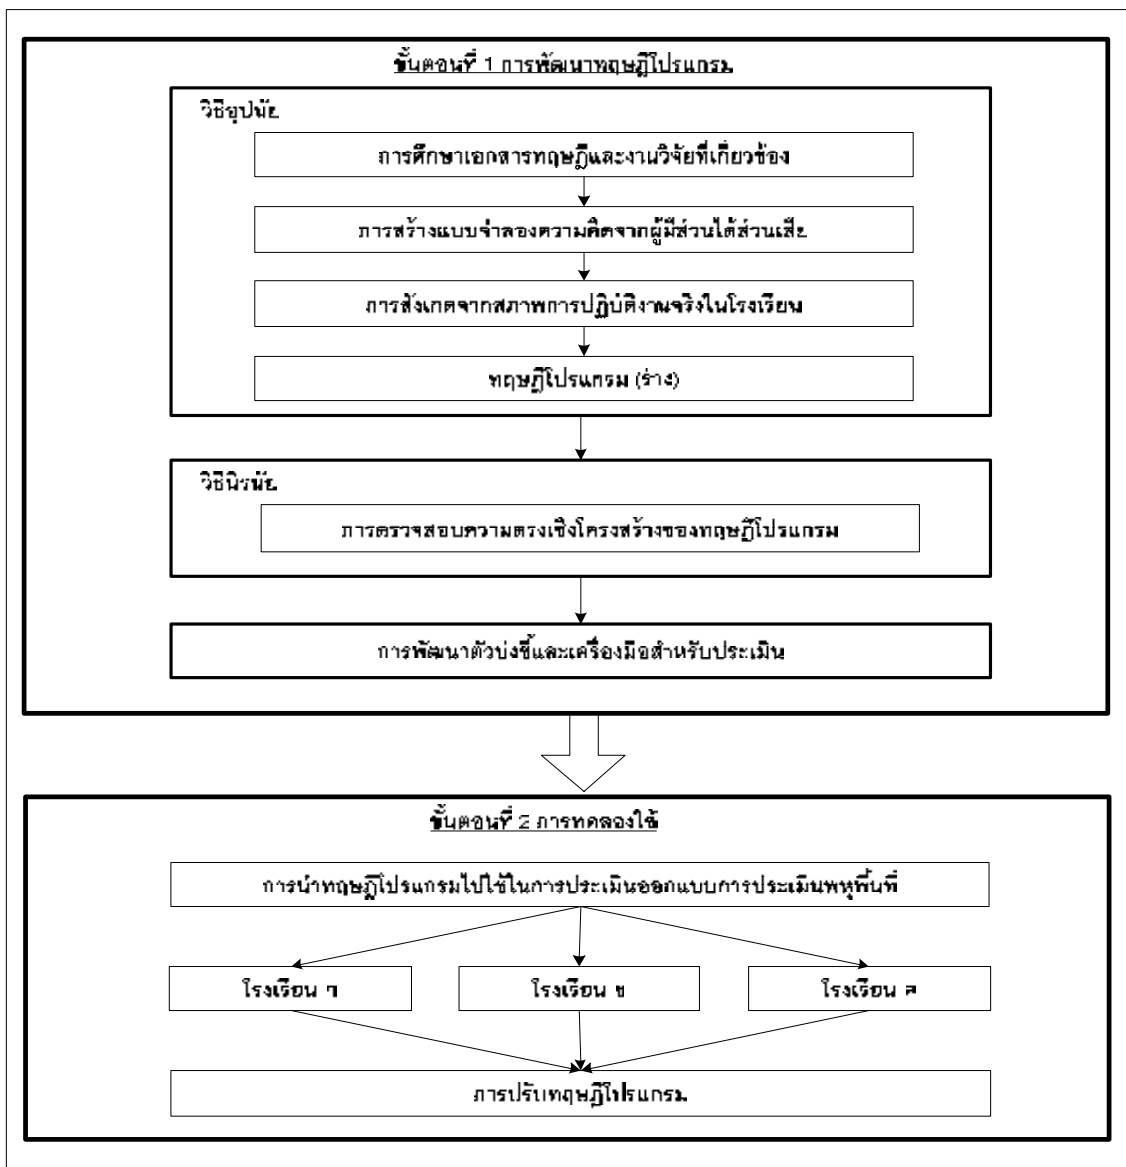 ขั้นตอนที่ 1 การพัฒนาทฤษฎีโปรแกรม
วิธีอุปนัย
การศึกษาเอกสารทฤษฎีและงานวิจัยที่เกี่ยวข้อง
การสร้างแบบจำลองความคิดจากผู้มีส่วนได้ส่วนเสีย
การสังเกตจากสภาพการปฏิบัติงานจริงในโรงเรียน
ทฤษฎีโปรแกรม (ร่าง)
วิธีนิรนัย
การตรวจสอบความตรงเชิงโครงสร้างของทฤษฎีโปรแกรม
การพัฒนาตัวบ่งชี้และเครื่องมือสำหรับประเมิน
ขั้นตอนที่ 2 การทดลองใช้
การนำทฤษฎีโปรแกรมไปใช้ในการประเมินออกแบบการประเมินพหุพื้นที่
โรงเรียน
โรงเรียน ข
โรงเรียน
การปรับทฤษฎีโปรแกรม